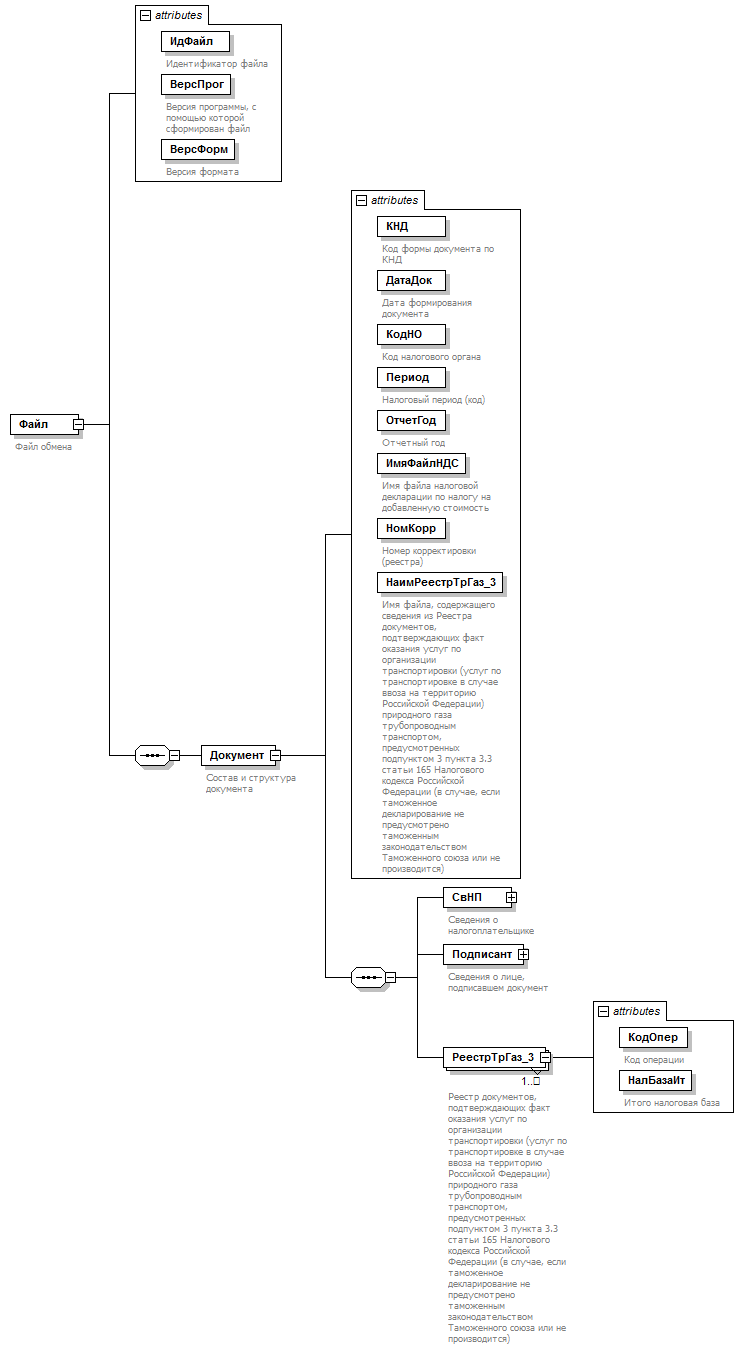 attributes
ИдФайл
Идентификатор файла
ВерсПрог
Версия программы, с
помощью которой
сформирован файл
ВерсФорм
Версия формата
attributes
КНД
Код формы документа по
КНД
ДатаДок
Дата формирования
документа
КодНО
Код налогового органа
Период
Налоговый период (код)
ОтчетГод
Отчетный год
ИмяФайлНДС
Имя файла налоговой
декларации по налогу на
добавленную стоимость
НомКорр
Номер корректировки
(реестра)
НаимРеестрТрГаз_3
Имя файла, содержащего
сведения из Реестра
документов,
подтверждающих факт
оказания услуг по
организации
транспортировки (услуг по
транспортировке в случае
ввоза на территорию
Российской Федерации)
природного газа
трубопроводным
транспортом,
предусмотренных
подпунктом 3 пункта 3.3
статьи 165 Налогового
кодекса Российской
Федерации (в случае, если
таможенное
декларирование не
предусмотрено
таможенным
законодательством
Таможенного союза или не
производится)
Файл
Файл обмена
Документ
Состав и структура
документа
СвНП
Сведения о
налогоплательщике
Подписант
Сведения о лице,
подписавшем документ
РеестрТрГаз_3
1..□
Реестр документов,
подтверждающих факт
оказания услуг по
организации
транспортировки (услуг по
транспортировке в случае
ввоза на территорию
Российской Федерации)
природного газа
трубопроводным
транспортом,
предусмотренных
подпунктом 3 пункта 3.3
статьи 165 Налогового
кодекса Российской
Федерации (в случае, если
таможенное
декларирование не
предусмотрено
таможенным
законодательством
Таможенного союза или не
производится)
attributes
КодОпер
Код операции
НалБазаИт
Итого налоговая база